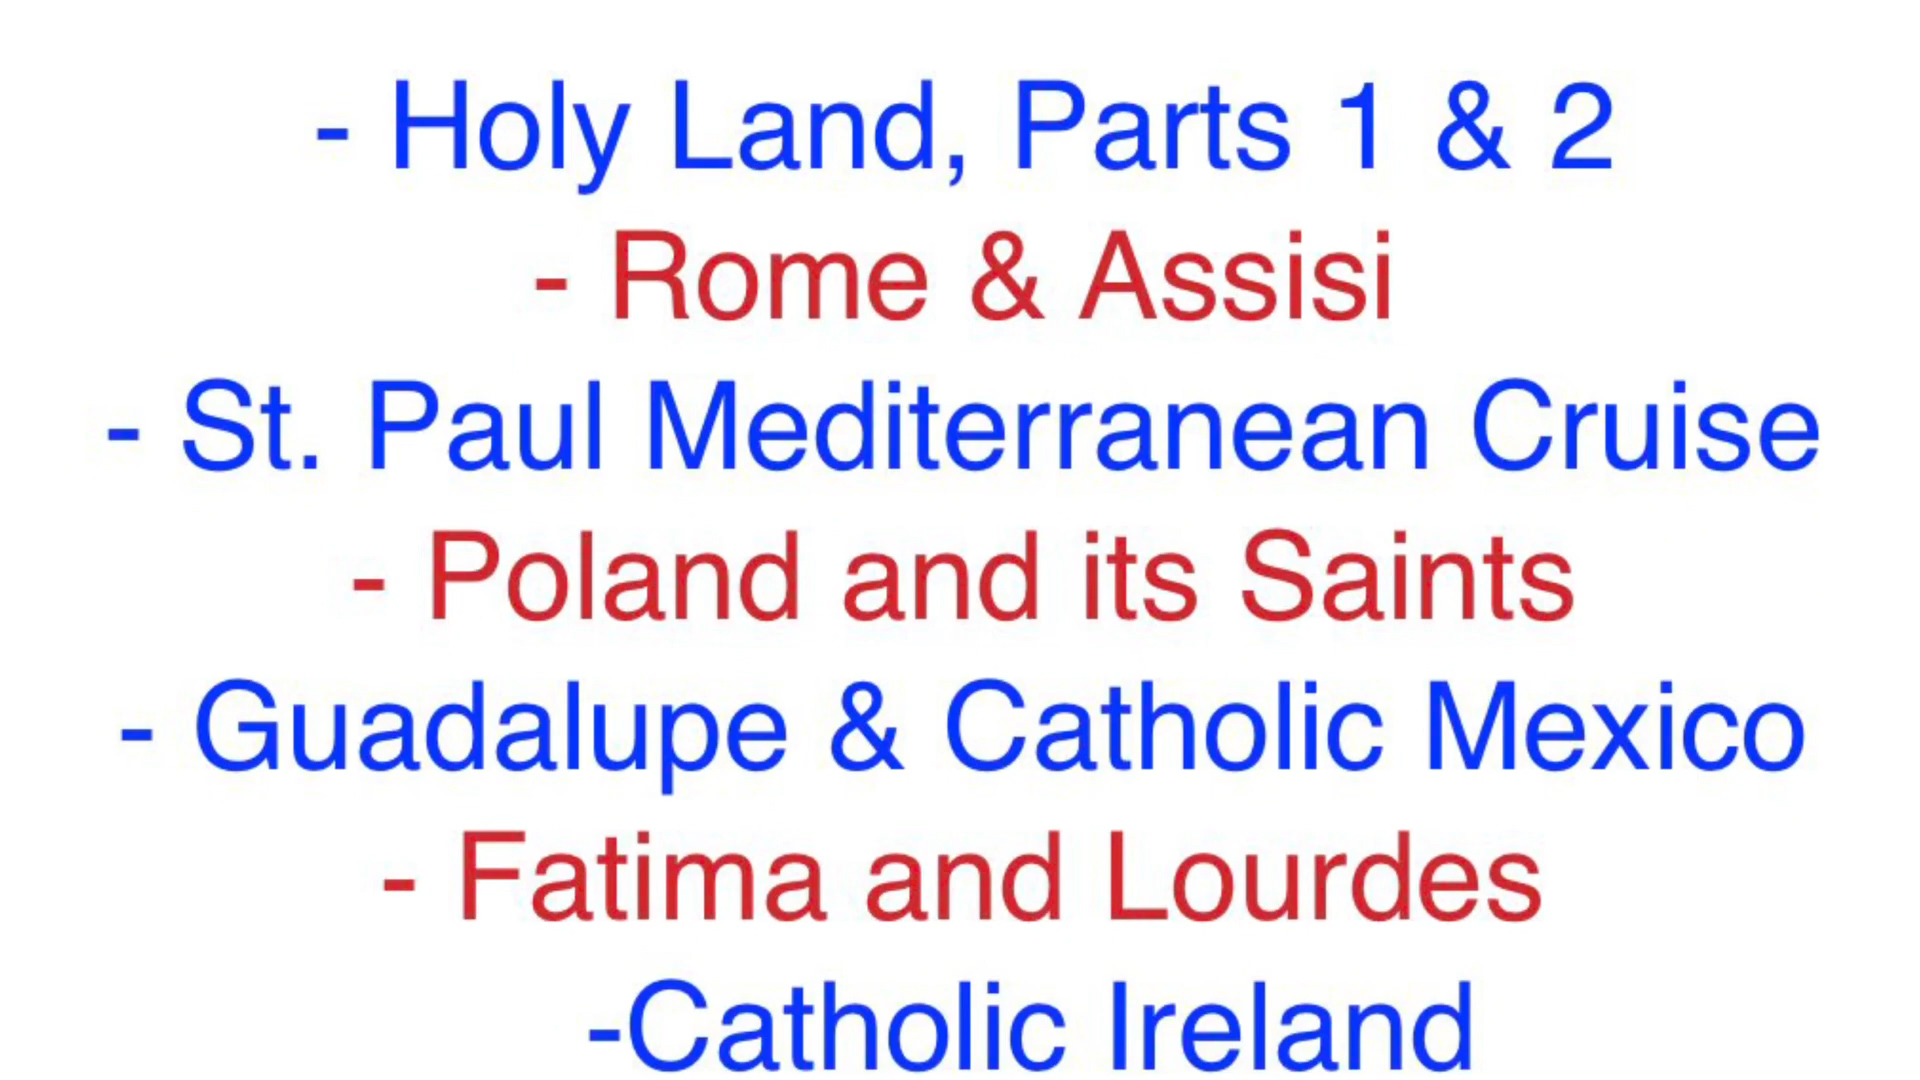 - Holy Land, Parts 1 & 2
- Rome & Assisi
- St. Paul Mediterranean Cruise
- Poland and its Saints
- Guadalupe & Catholic Mexico
- Fatima and Lourdes
-Catholic Ireland